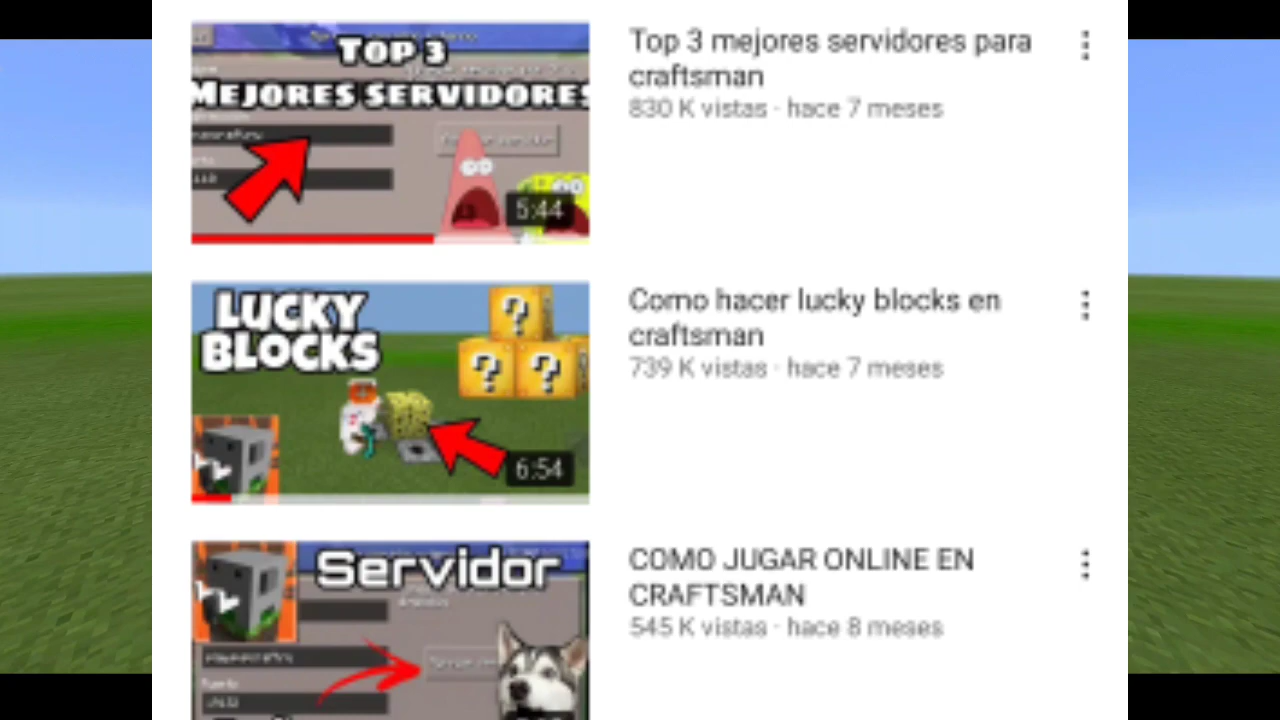 TOP 3
MEJORES SERVIDORES
5:44
Top 3 mejores servidores para
craftsman
830 K vistas · hace 7 meses
LUCKY
BLOCKS
6:54
Como hacer lucky blocks en
craftsman
739 K vistas · hace 7 meses
Servidor
Puerto
COMO JUGAR ONLINE EN
CRAFTSMAN
545 K vistas · hace 8 meses